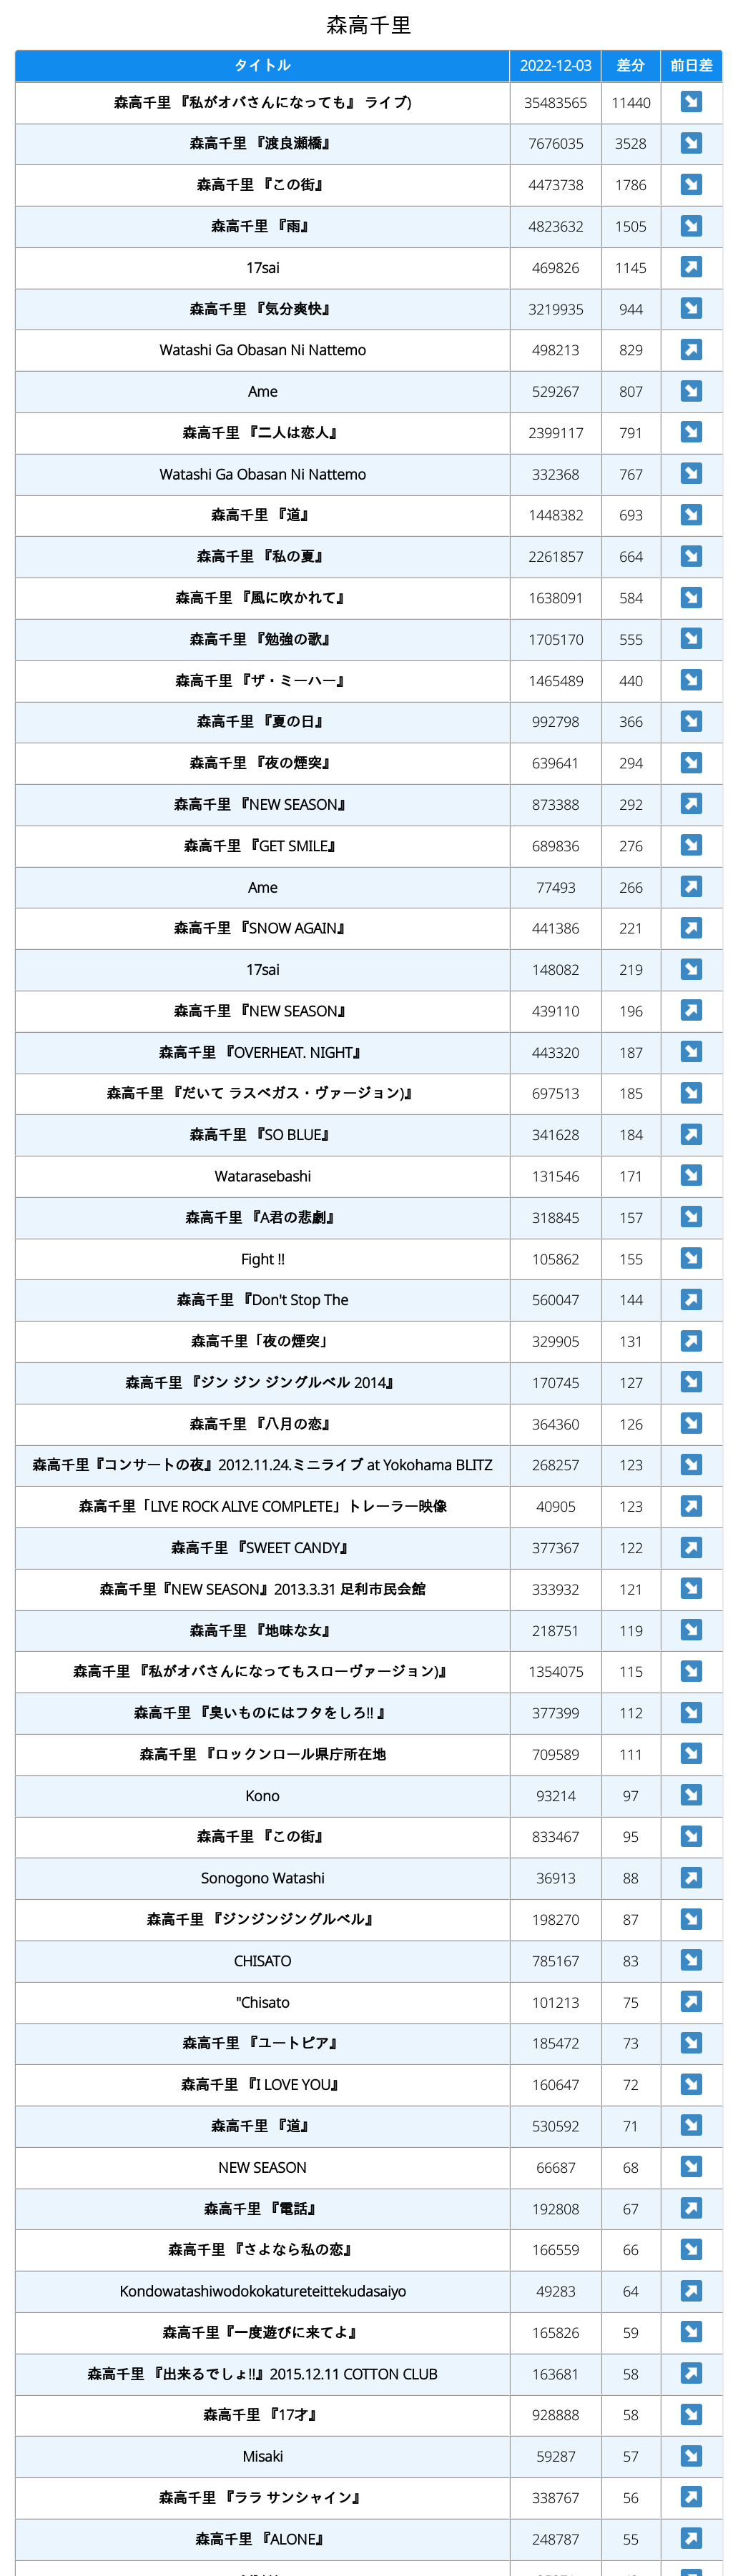 森高千里
タイトル 2022-12-03 差分 前日差
森高千里 『私がオバさんになっても』 ライブ) 35483565 11440
森高千里 『渡良瀬橋』 7676035 3528
森高千里 『この街』 4473738 1786
森高千里 『雨』 4823632 1505
17sai 469826 1145
森高千里 『気分爽快』 3219935 944
Watashi Ga Obasan Ni Nattemo 498213 829
Ame 529267 807
森高千里 『二人は恋人』 2399117 791
Watashi Ga Obasan Ni Nattemo 332368 767
森高千里 『道』 1448382 693
森高千里 『私の夏』 2261857 664
森高千里 『風に吹かれて』 1638091 584
森高千里 『勉強の歌』 1705170 555
森高千里 『ザ・ミーハー』 1465489 440
森高千里 『夏の日』 992798 366
森高千里 『夜の煙突』 639641 294
森高千里 『NEW SEASON』 873388 292
森高千里 『GET SMILE』 689836 276
Ame 77493 266
森高千里 『SNOW AGAIN』 441386 221
17sai 148082 219
森高千里 『NEW SEASON』 439110 196
森高千里 『OVERHEAT. NIGHT』 443320 187
森高千里 『だいて ラスベガス・ヴァージョン)』 697513 185
森高千里 『SO BLUE』 341628 184
Watarasebashi 131546 171
森高千里 『A君の悲劇』 318845 157
Fight !! 105862 155
森高千里 『Don't Stop The 560047 144
森高千里「夜の煙突」 329905 131
森高千里 『ジン ジン ジングルベル 2014』 170745 127
森高千里 『八月の恋』 364360 126
森高千里『コンサートの夜』2012.11.24.ミニライブ at Yokohama BLITZ 268257 123
森高千里「LIVE ROCK ALIVE COMPLETE」トレーラー映像 40905 123
森高千里 『SWEET CANDY』 377367 122
森高千里『NEW SEASON』2013.3.31 足利市民会館 333932 121
森高千里 『地味な女』 218751 119
森高千里 『私がオバさんになってもスローヴァージョン)』 1354075 115
森高千里 『臭いものにはフタをしろ!! 』 377399 112
森高千里 『ロックンロール県庁所在地 709589 111
Kono 93214 97
森高千里 『この街』 833467 95
Sonogono Watashi 36913 88
森高千里 『ジンジンジングルベル』 198270 87
CHISATO 785167 83
"Chisato 101213 75
森高千里 『ユートピア』 185472 73
森高千里 『I LOVE YOU』 160647 72
森高千里 『道』 530592 71
NEW SEASON 66687 68
森高千里 『電話』 192808 67
森高千里 『さよなら私の恋』 166559 66
Kondowatashiwodokokatureteittekudasaiyo 49283 64
森高千里『一度遊びに来てよ』 165826 59
森高千里 『出来るでしょ!!』2015.12.11 COTTON CLUB 163681 58
森高千里 『17才』 928888 58
Misaki 59287 57
森高千里 『ララ サンシャイン』 338767 56
森高千里 『ALONE』 248787 55